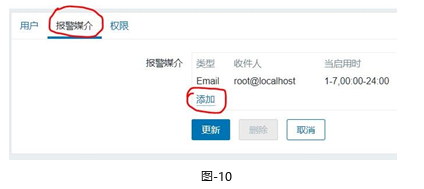 用户 报警媒介 权限
报警媒介 类型 收件人 当启用时
Email root@localhost 1-7,00:00-24:00
添加
更新 删除 取消
图-10